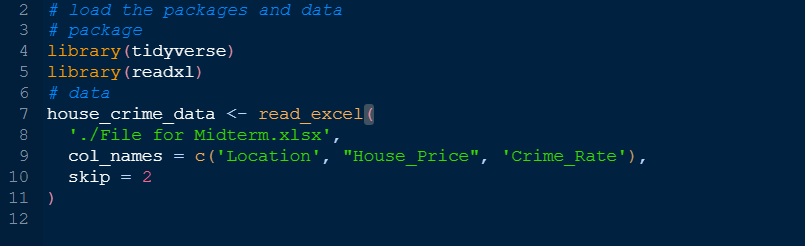 2 # load the packages and data
3 # package
4 library(tidyverse)
5 library(readxl)
6 # data
7 house_crime_data <- read_excel(
8   './File for Midterm.xlsx',
9   col_names = c('Location', "House_Price", 'Crime_Rate'),
10   skip = 2
11 )
12